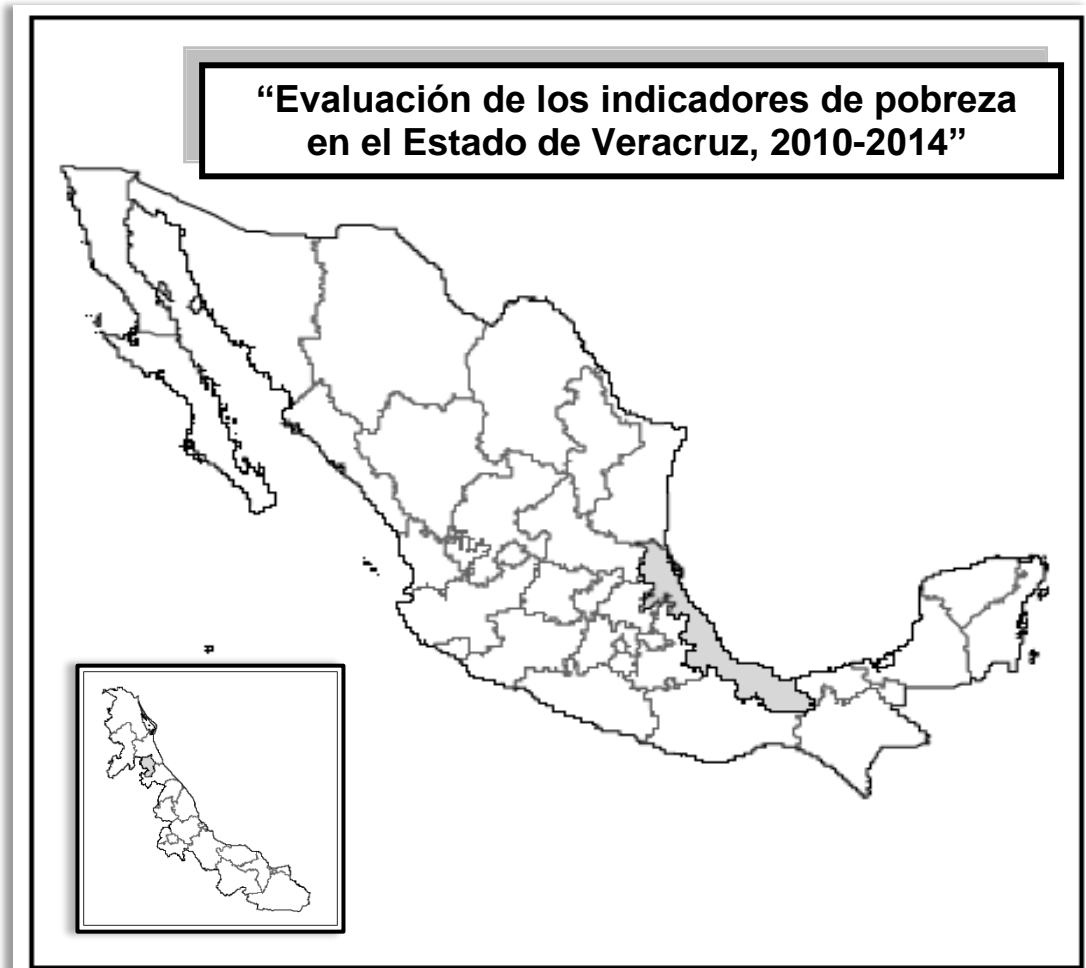 “Evaluación de los indicadores de pobreza
en el Estado de Veracruz, 2010-2014”